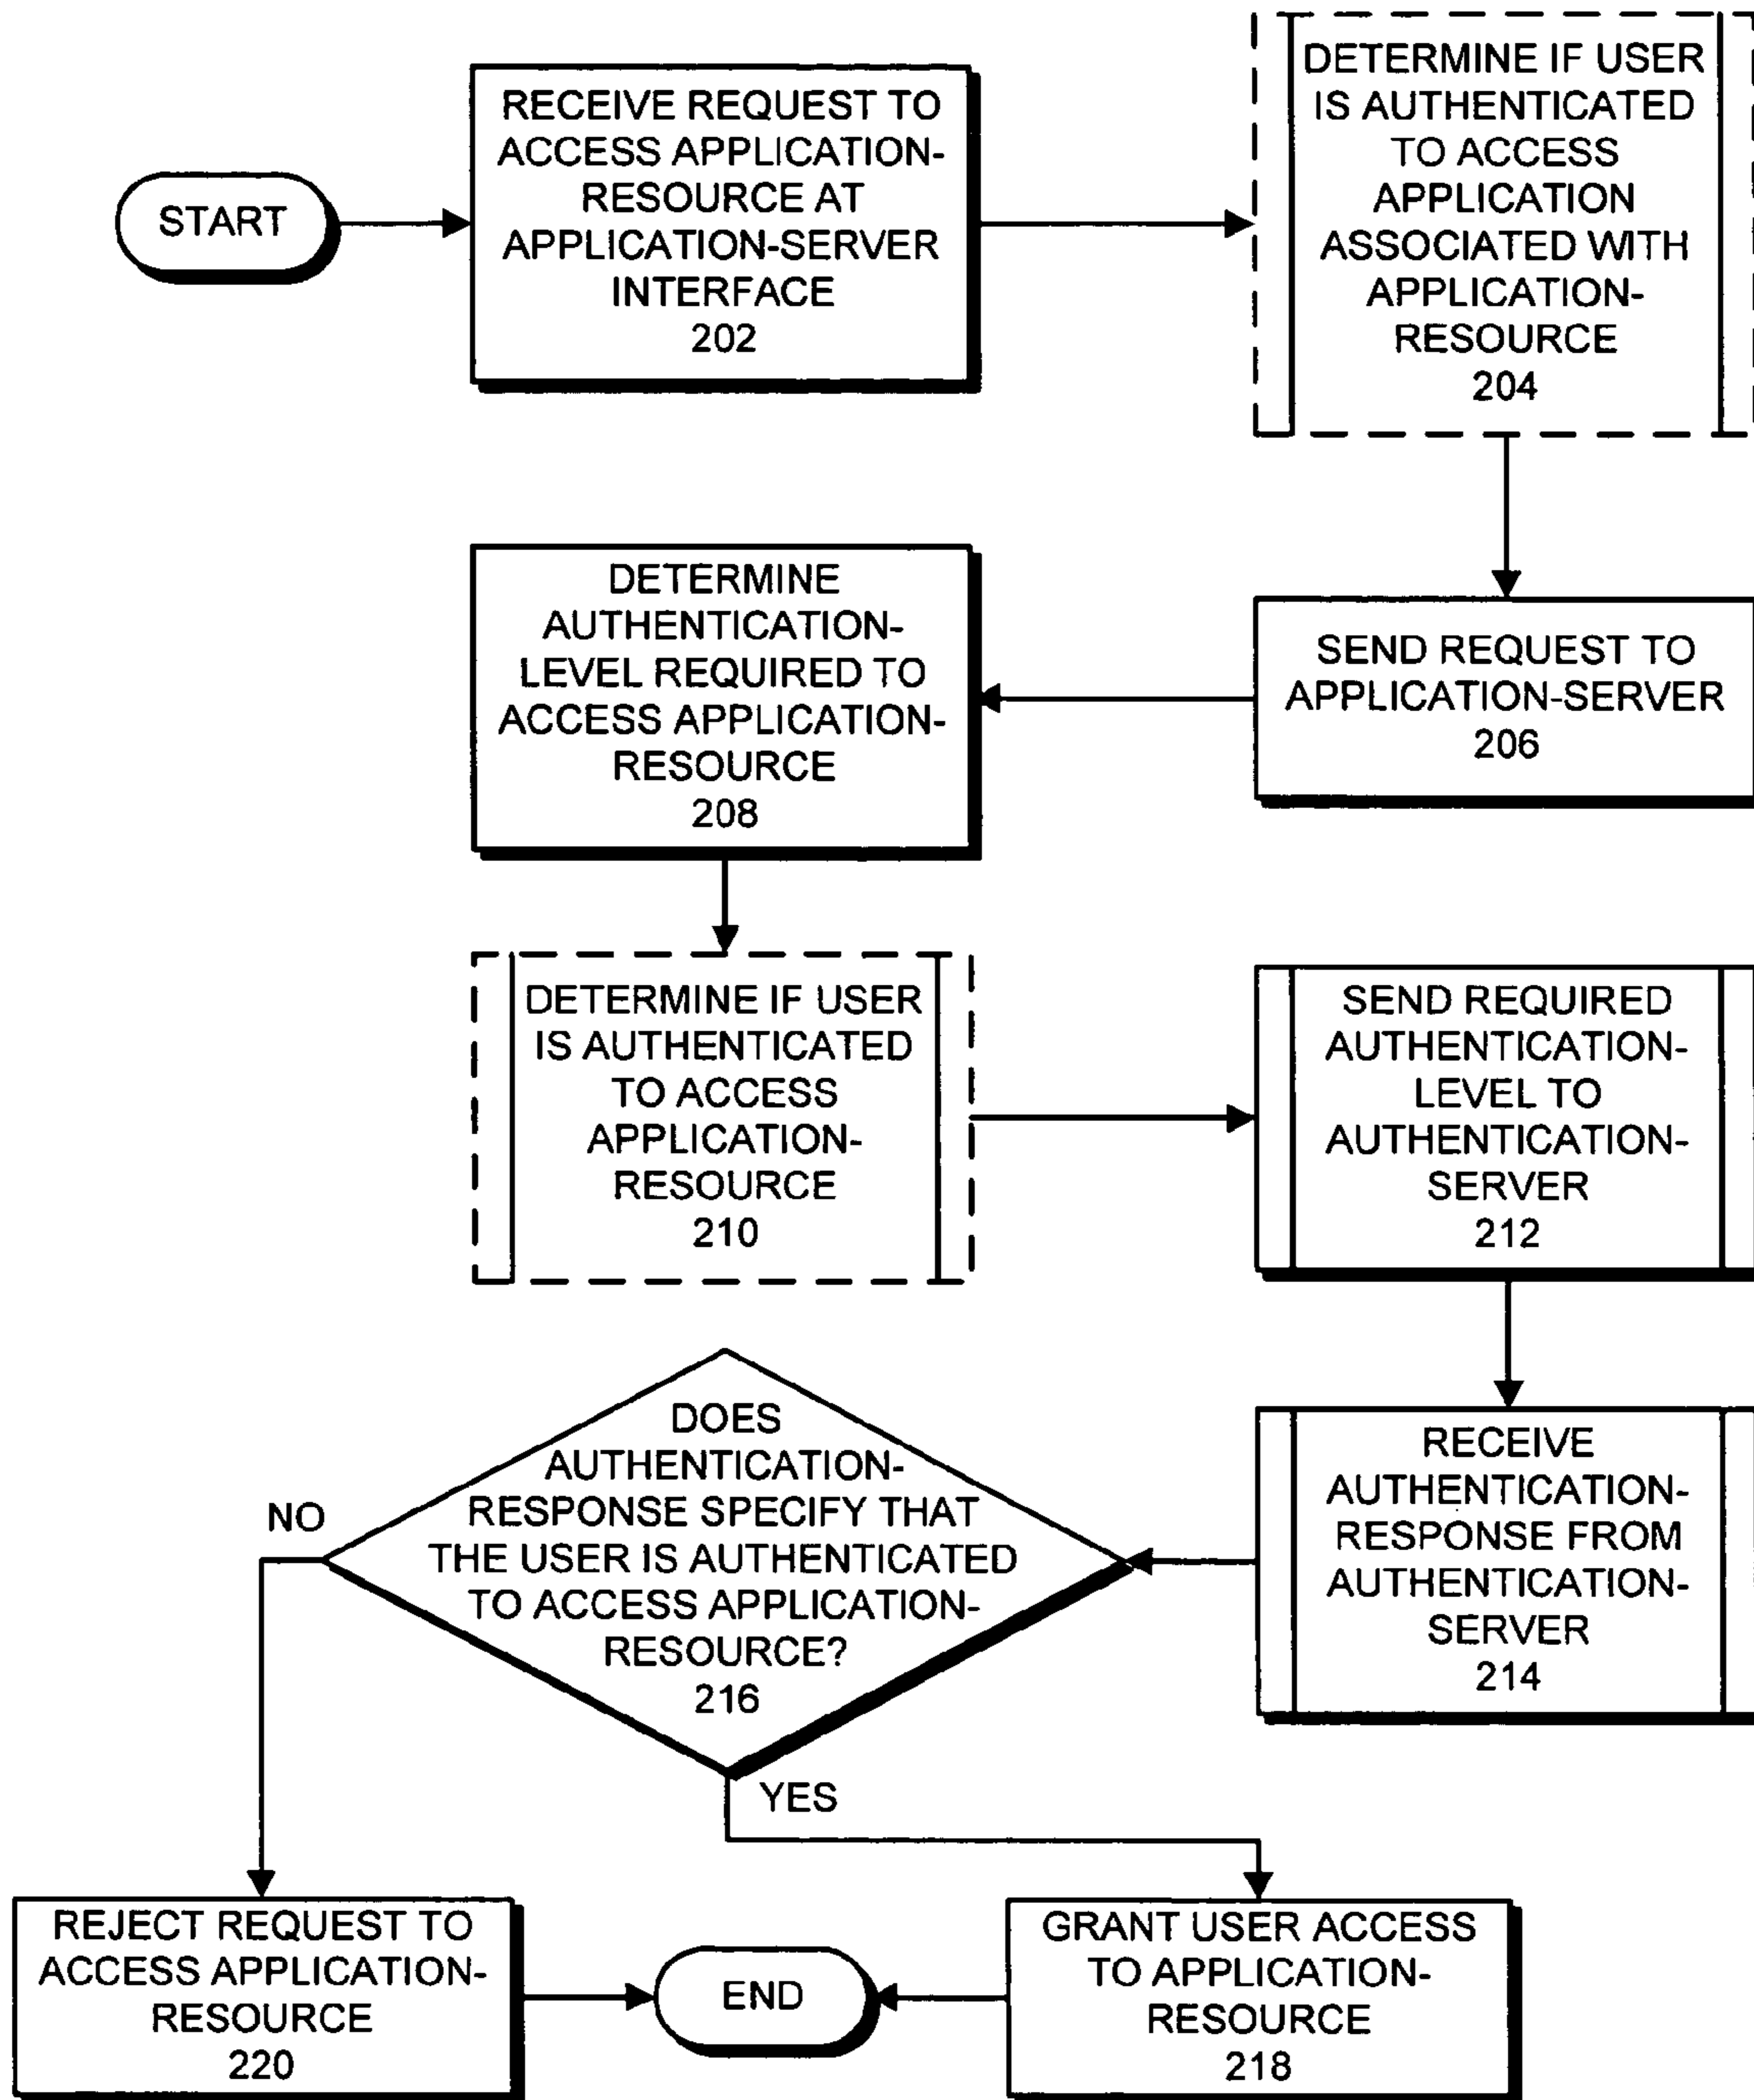 START
RECEIVE REQUEST TO
ACCESS APPLICATION-
RESOURCE AT
APPLICATION-SERVER
INTERFACE
202
DETERMINE IF USER
IS AUTHENTICATED
TO ACCESS
APPLICATION
ASSOCIATED WITH
APPLICATION-
RESOURCE
204
SEND REQUEST TO
APPLICATION-SERVER
206
DETERMINE
AUTHENTICATION-
LEVEL REQUIRED TO
ACCESS APPLICATION-
RESOURCE
208
DETERMINE IF USER
IS AUTHENTICATED
TO ACCESS
APPLICATION-
RESOURCE
210
SEND REQUIRED
AUTHENTICATION-
LEVEL TO
AUTHENTICATION-
SERVER
212
RECEIVE
AUTHENTICATION-
RESPONSE FROM
AUTHENTICATION-
SERVER
214
DOES
AUTHENTICATION-
RESPONSE SPECIFY THAT
THE USER IS AUTHENTICATED
TO ACCESS APPLICATION-
RESOURCE?
216
NO
YES
REJECT REQUEST TO
ACCESS APPLICATION-
RESOURCE
220
END
GRANT USER ACCESS
TO APPLICATION-
RESOURCE
218